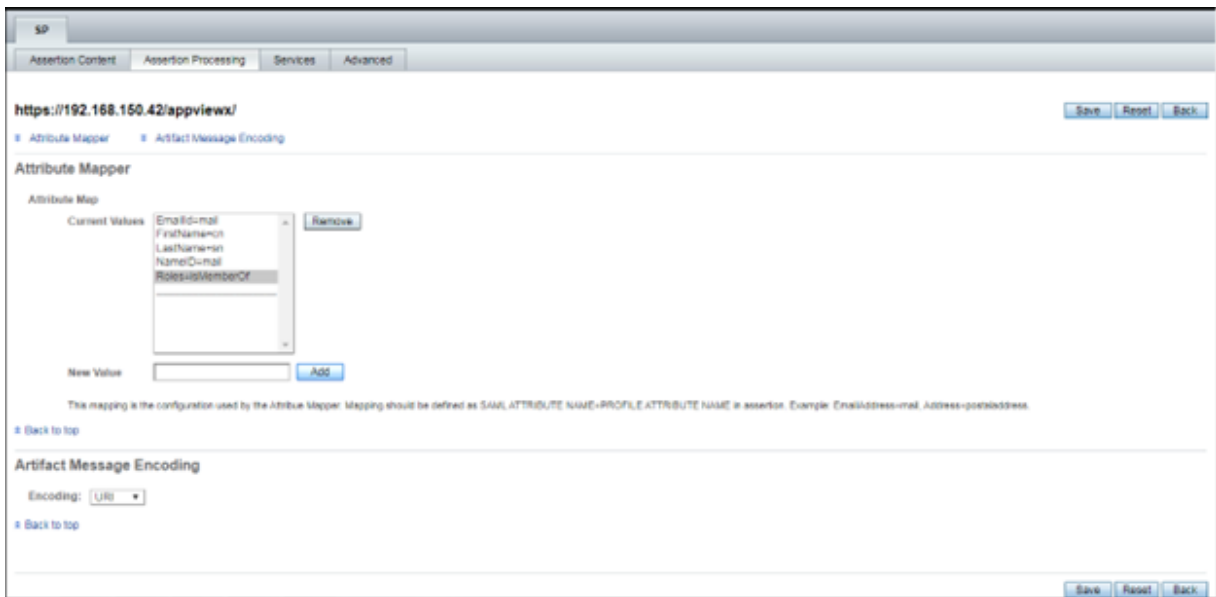 SP
Assertion Content Assertion Processing Services Advanced
https://192.168.150.42/appviewx/
Save Reset Back
Attribute Mapper Artifact Message Encoding
Attribute Mapper
Attribute Map
Current Values EmailId=mail Remove
FirstName=cn
LastName=sn
NameID=mail
Roles=isMemberOf
New Value Add
This mapping is the configuration used by the Attribue Mapper. Mapping should be defined as SAML ATTRIBUTE NAME=PROFILE ATTRIBUTE NAME in assertion. Example: EmailAddress=mail, Address=postaladdress.
Back to top
Artifact Message Encoding
Encoding: URI
Back to top
Save Reset Back